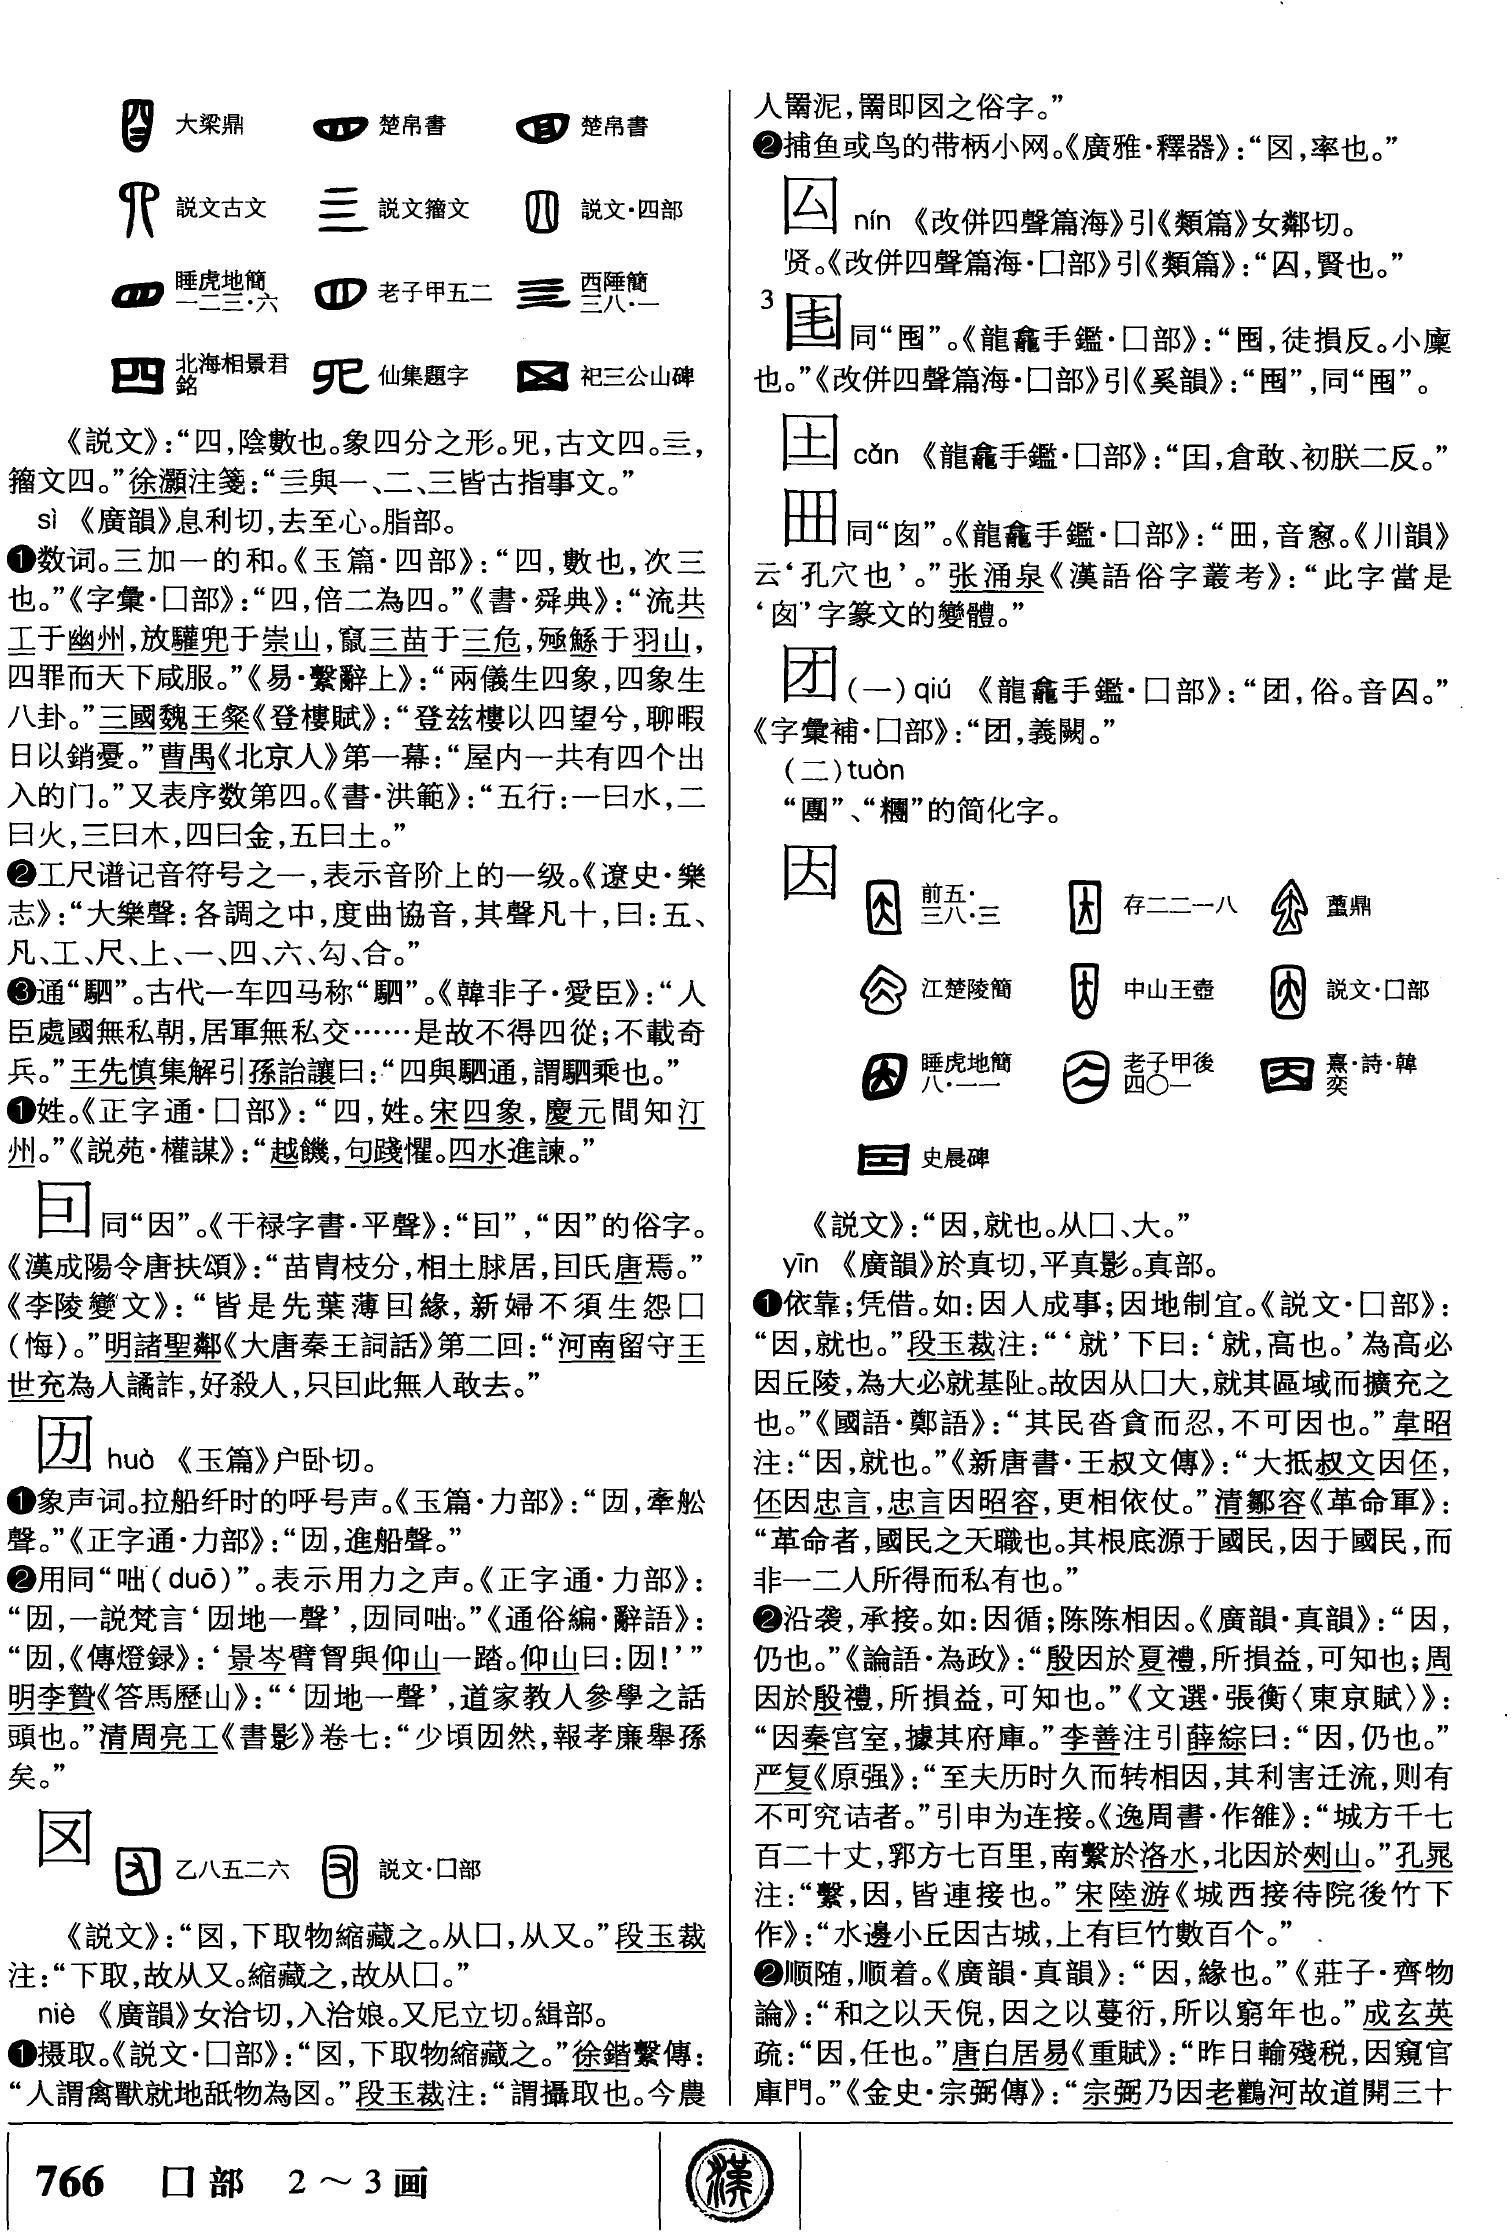 大梁鼎 楚帛書 楚帛書
説文古文 説文籀文 説文·四部
睡虎地簡一二三·六 老子甲五二 西陲簡三八·一
北海相景君銘 仙集題字 祀三公山碑
《説文》：“四，陰數也。象四分之形。𦉭，古文四。亖，
籀文四。”徐灝注箋：“亖與一、二、三皆古指事文。”
sì 《廣韻》息利切，去至心。脂部。
❶数词。三加一的和。《玉篇·四部》：“四，數也，次三
也。”《字彙·囗部》：“四，倍二為四。”《書·舜典》：“流共
工于幽州，放驩兜于崇山，竄三苗于三危，殛鯀于羽山，
四罪而天下咸服。”《易·繫辭上》：“兩儀生四象，四象生
八卦。”三國魏王粲《登樓賦》：“登兹樓以四望兮，聊暇
日以銷憂。”曹禺《北京人》第一幕：“屋内一共有四个出
入的门。”又表序数第四。《書·洪範》：“五行：一曰水，二
曰火，三曰木，四曰金，五曰土。”
❷工尺谱记音符号之一，表示音阶上的一级。《遼史·樂
志》：“大樂聲：各調之中，度曲協音，其聲凡十，曰：五、
凡、工、尺、上、一、四、六、勾、合。”
❸通“駟”。古代一车四马称“駟”。《韓非子·愛臣》：“人
臣處國無私朝，居軍無私交……是故不得四從；不載奇
兵。”王先慎集解引孫詒讓曰：“四與駟通，謂駟乘也。”
❶姓。《正字通·囗部》：“四，姓。宋四象，慶元間知汀
州。”《説苑·權謀》：“越饑，句踐懼。四水進諫。”
囙 同“因”。《干禄字書·平聲》：“囙”，“因”的俗字。
《漢成陽令唐扶頌》：“苗胄枝分，相土脉居，囙氏唐焉。”
《李陵變文》：“皆是先葉薄囙緣，新婦不須生怨囗
（悔）。”明諸聖鄰《大唐秦王詞話》第二回：“河南留守王
世充為人譎詐，好殺人，只囙此無人敢去。”
囡 huò 《玉篇》户卧切。
❶象声词。拉船纤时的呼号声。《玉篇·力部》：“㘞，牽舩
聲。”《正字通·力部》：“㘞，進船聲。”
❷用同“咄（duō）”。表示用力之声。《正字通·力部》：
“㘞，一説梵言‘㘞地一聲’，㘞同咄。”《通俗編·辭語》：
“㘞，《傳燈録》：‘景岑臂胷與仰山一踏。仰山曰：㘞！’”
明李贄《答馬歷山》：“‘㘞地一聲’，道家教人參學之話
頭也。”清周亮工《書影》卷七：“少頃㘞然，報孝廉舉孫
矣。”
㘝 乙八五二六 説文·囗部
《説文》：“㘝，下取物縮藏之。从囗，从又。”段玉裁
注：“下取，故从又。縮藏之，故从囗。”
niè 《廣韻》女洽切，入洽娘。又尼立切。緝部。
❶摄取。《説文·囗部》：“㘝，下取物縮藏之。”徐鍇繫傳：
“人謂禽獸就地舐物為㘝。”段玉裁注：“謂攝取也。今農
人罱泥，罱即㘝之俗字。”
❷捕鱼或鸟的带柄小网。《廣雅·釋器》：“㘝，率也。”
nín 《改併四聲篇海》引《類篇》女鄰切。
贤。《改併四聲篇海·囗部》引《類篇》：“囜，賢也。”
3
同“囤”。《龍龕手鑑·囗部》：“囤，徒損反。小廩
也。”《改併四聲篇海·囗部》引《奚韻》：“”，同“囤”。
㘡 cǎn 《龍龕手鑑·囗部》：“，倉敢、初朕二反。”
同“囱”。《龍龕手鑑·囗部》：“，音窻。《川韻》
云‘孔穴也’。”张涌泉《漢語俗字叢考》：“此字當是
‘囱’字篆文的變體。”
团 （一）qiú 《龍龕手鑑·囗部》：“团，俗。音囚。”
《字彙補·囗部》：“团，義闕。”
（二）tuòn
“團”、“糰”的简化字。
因 前五·三八·三 存二二一八 蠆鼎
江楚陵簡 中山王壺 説文·囗部
睡虎地簡八·一一 老子甲後四〇一 熹·詩·韓奕
史晨碑
《説文》：“因，就也。从囗、大。”
yīn 《廣韻》於真切，平真影。真部。
❶依靠；凭借。如：因人成事；因地制宜。《説文·囗部》：
“因，就也。”段玉裁注：“‘就’下曰：‘就，高也。’為高必
因丘陵，為大必就基阯。故因从囗大，就其區域而擴充之
也。”《國語·鄭語》：“其民沓貪而忍，不可因也。”韋昭
注：“因，就也。”《新唐書·王叔文傳》：“大抵叔文因伾，
伾因忠言，忠言因昭容，更相依仗。”清鄒容《革命軍》：
“革命者，國民之天職也。其根底源于國民，因于國民，而
非一二人所得而私有也。”
❷沿袭，承接。如：因循；陈陈相因。《廣韻·真韻》：“因，
仍也。”《論語·為政》：“殷因於夏禮，所損益，可知也；周
因於殷禮，所損益，可知也。”《文選·張衡〈東京賦〉》：
“因秦宫室，據其府庫。”李善注引薛綜曰：“因，仍也。”
严复《原强》：“至夫历时久而转相因，其利害迁流，则有
不可究诘者。”引申为连接。《逸周書·作雒》：“城方千七
百二十丈，郛方七百里，南繫於洛水，北因於郟山。”孔晁
注：“繫，因，皆連接也。”宋陸游《城西接待院後竹下
作》：“水邊小丘因古城，上有巨竹數百个。”
❷顺随，顺着。《廣韻·真韻》：“因，緣也。”《莊子·齊物
論》：“和之以天倪，因之以蔓衍，所以窮年也。”成玄英
疏：“因，任也。”唐白居易《重賦》：“昨日輸殘税，因窺官
庫門。”《金史·宗弼傳》：“宗弼乃因老鸛河故道開三十
766 囗部 2～3画
漢